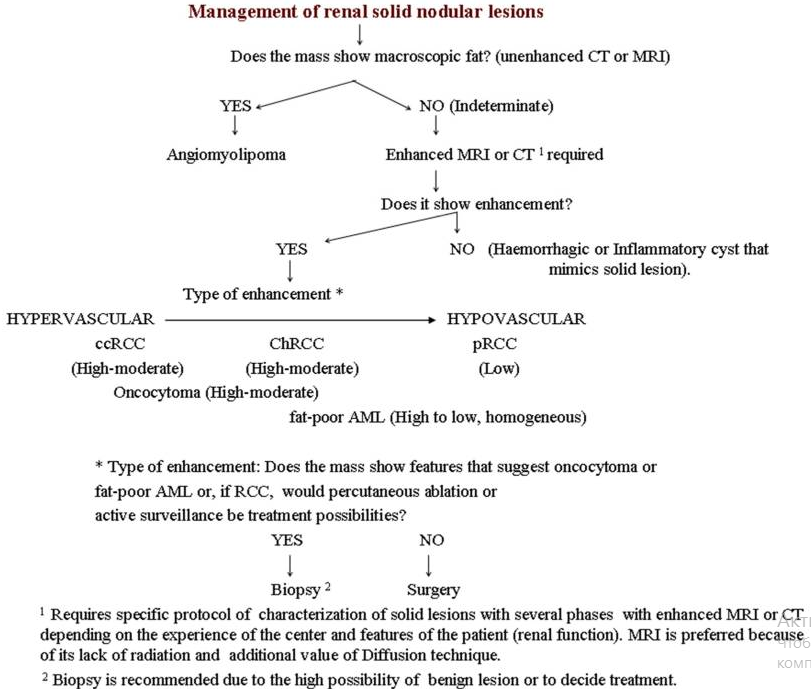 Management of renal solid nodular lesions
Does the mass show macroscopic fat? (unenhanced CT or MRI)
YES NO (Indeterminate)
Angiomyolipoma Enhanced MRI or CT ¹ required
Does it show enhancement?
YES NO (Haemorrhagic or Inflammatory cyst that
mimics solid lesion).
Type of enhancement *
HYPERVASCULAR HYPOVASCULAR
ccRCC ChRCC pRCC
(High-moderate) (High-moderate) (Low)
Oncocytoma (High-moderate)
fat-poor AML (High to low, homogeneous)
* Type of enhancement: Does the mass show features that suggest oncocytoma or
fat-poor AML or, if RCC, would percutaneous ablation or
active surveillance be treatment possibilities?
YES NO
Biopsy ² Surgery
¹ Requires specific protocol of characterization of solid lesions with several phases with enhanced MRI or CT
depending on the experience of the center and features of the patient (renal function). MRI is preferred because
of its lack of radiation and additional value of Diffusion technique.
² Biopsy is recommended due to the high possibility of benign lesion or to decide treatment.